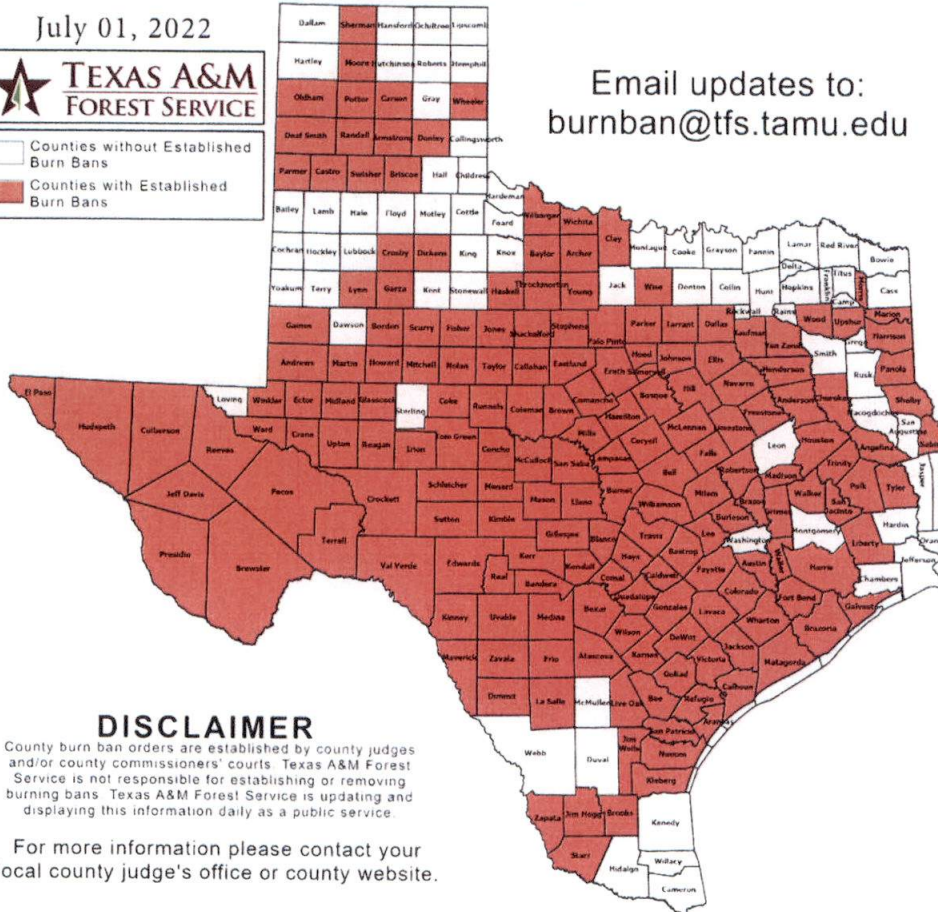 July 01, 2022
TEXAS A&M
FOREST SERVICE
Counties without Established
Burn Bans
Counties with Established
Burn Bans
Email updates to:
burnban@tfs.tamu.edu
Dallam Sherman Hansford Ochiltree Lipscomb
Hartley Moore Hutchinson Roberts Hemphill
Oldham Potter Carson Gray Wheeler
Deaf Smith Randall Armstrong Donley Collingsworth
Parmer Castro Swisher Briscoe Hall Childress
Hardeman
Bailey Lamb Hale Floyd Motley Cottle Foard Wilbarger Wichita Clay
Montague Cooke Grayson Fannin Lamar Red River Bowie
Cochran Hockley Lubbock Crosby Dickens King Knox Baylor Archer
Delta Titus Franklin Morris Cass
Yoakum Terry Lynn Garza Kent Stonewall Haskell Throckmorton Young Jack Wise Denton Collin Hunt Hopkins Camp
Rockwall Rains Wood Upshur Marion
Gaines Dawson Borden Scurry Fisher Jones Shackelford Stephens Palo Pinto Parker Tarrant Dallas Kaufman Van Zandt Smith Gregg Harrison
Andrews Martin Howard Mitchell Nolan Taylor Callahan Eastland Erath Hood Somervell Johnson Ellis Henderson Rusk Panola
El Paso Loving Winkler Ector Midland Glasscock Sterling Coke Runnels Coleman Brown Comanche Bosque Hill Navarro Anderson Cherokee Nacogdoches Shelby
Hudspeth Culberson Reeves Ward Crane Upton Reagan Irion Tom Green Concho McCulloch San Saba Mills Hamilton McLennan Limestone Freestone Leon Houston San Augustine
Jeff Davis Pecos Crockett Schleicher Menard Mason Llano Lampasas Coryell Bell Falls Robertson Madison Trinity Angelina Jasper
Presidio Brewster Terrell Val Verde Sutton Kimble Gillespie Burnet Williamson Milam Brazos Grimes Walker San Jacinto Polk Tyler
Edwards Real Kerr Kendall Blanco Hays Travis Bastrop Lee Burleson Washington Montgomery Liberty Hardin
Bandera Comal Caldwell Fayette Austin Waller Harris Chambers Jefferson
Kinney Uvalde Medina Bexar Guadalupe Gonzales Lavaca Colorado Fort Bend Galveston
Wilson DeWitt Wharton Brazoria
Maverick Zavala Frio Atascosa Karnes Goliad Victoria Jackson Matagorda
Dimmit La Salle McMullen Live Oak Bee Refugio Calhoun
Aransas
Webb Duval Jim Wells San Patricio Nueces
Kleberg
Zapata Jim Hogg Brooks Kenedy
Starr Hidalgo Willacy
Cameron
DISCLAIMER
County burn ban orders are established by county judges
and/or county commissioners' courts. Texas A&M Forest
Service is not responsible for establishing or removing
burning bans. Texas A&M Forest Service is updating and
displaying this information daily as a public service.
For more information please contact your
ocal county judge's office or county website.